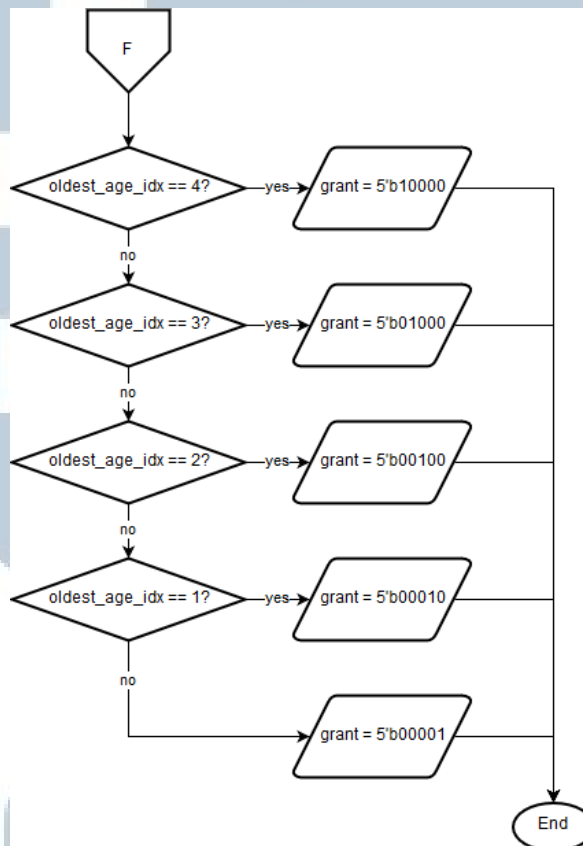 F
oldest_age_idx == 4?
yes
grant = 5'b10000
no
oldest_age_idx == 3?
yes
grant = 5'b01000
no
oldest_age_idx == 2?
yes
grant = 5'b00100
no
oldest_age_idx == 1?
yes
grant = 5'b00010
no
grant = 5'b00001
End